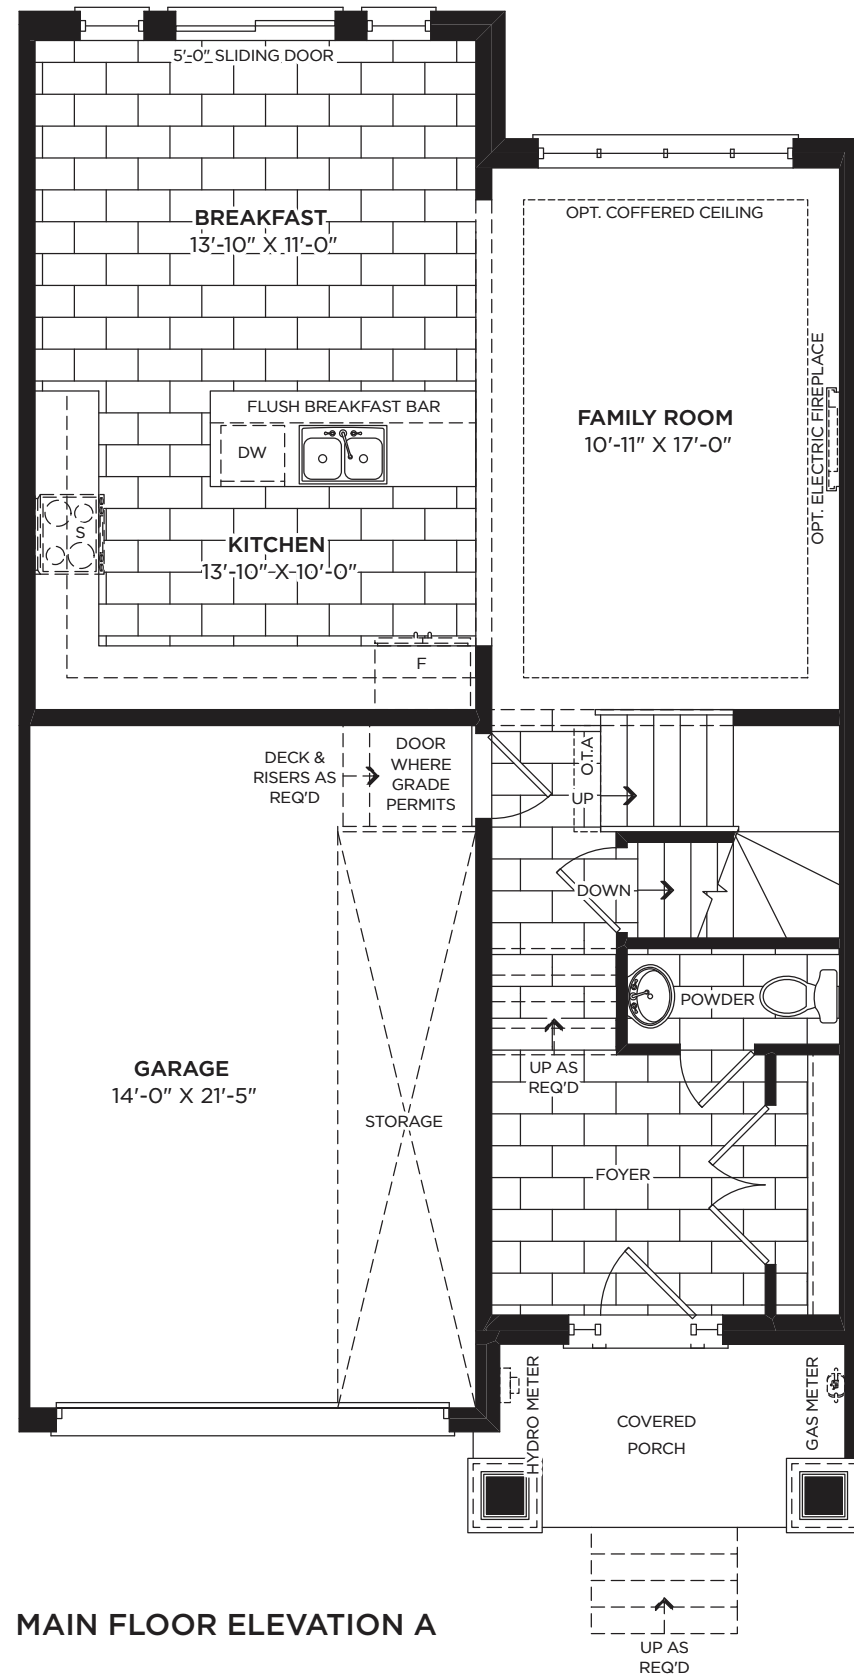 5'-0" SLIDING DOOR
BREAKFAST
13'-10" X 11'-0"
OPT. COFFERED CEILING
FLUSH BREAKFAST BAR
DW
FAMILY ROOM
10'-11" X 17'-0"
OPT. ELECTRIC FIREPLACE
S
KITCHEN
13'-10" X 10'-0"
F
DECK &
RISERS AS
REQ'D
DOOR
WHERE
GRADE
PERMITS
O.T.A
UP
DOWN
POWDER
GARAGE
14'-0" X 21'-5"
UP AS
REQ'D
STORAGE
FOYER
HYDRO METER
COVERED
PORCH
GAS METER
MAIN FLOOR ELEVATION A
UP AS
REQ'D